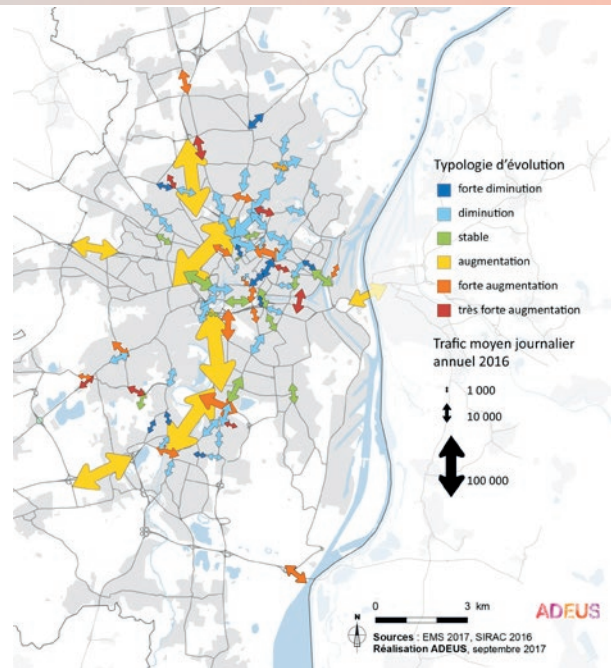 Typologie d'évolution
forte diminution
diminution
stable
augmentation
forte augmentation
très forte augmentation
Trafic moyen journalier
annuel 2016
1 000
10 000
100 000
N
0 3 km
ADEUS
Sources : EMS 2017, SIRAC 2016
Réalisation ADEUS, septembre 2017